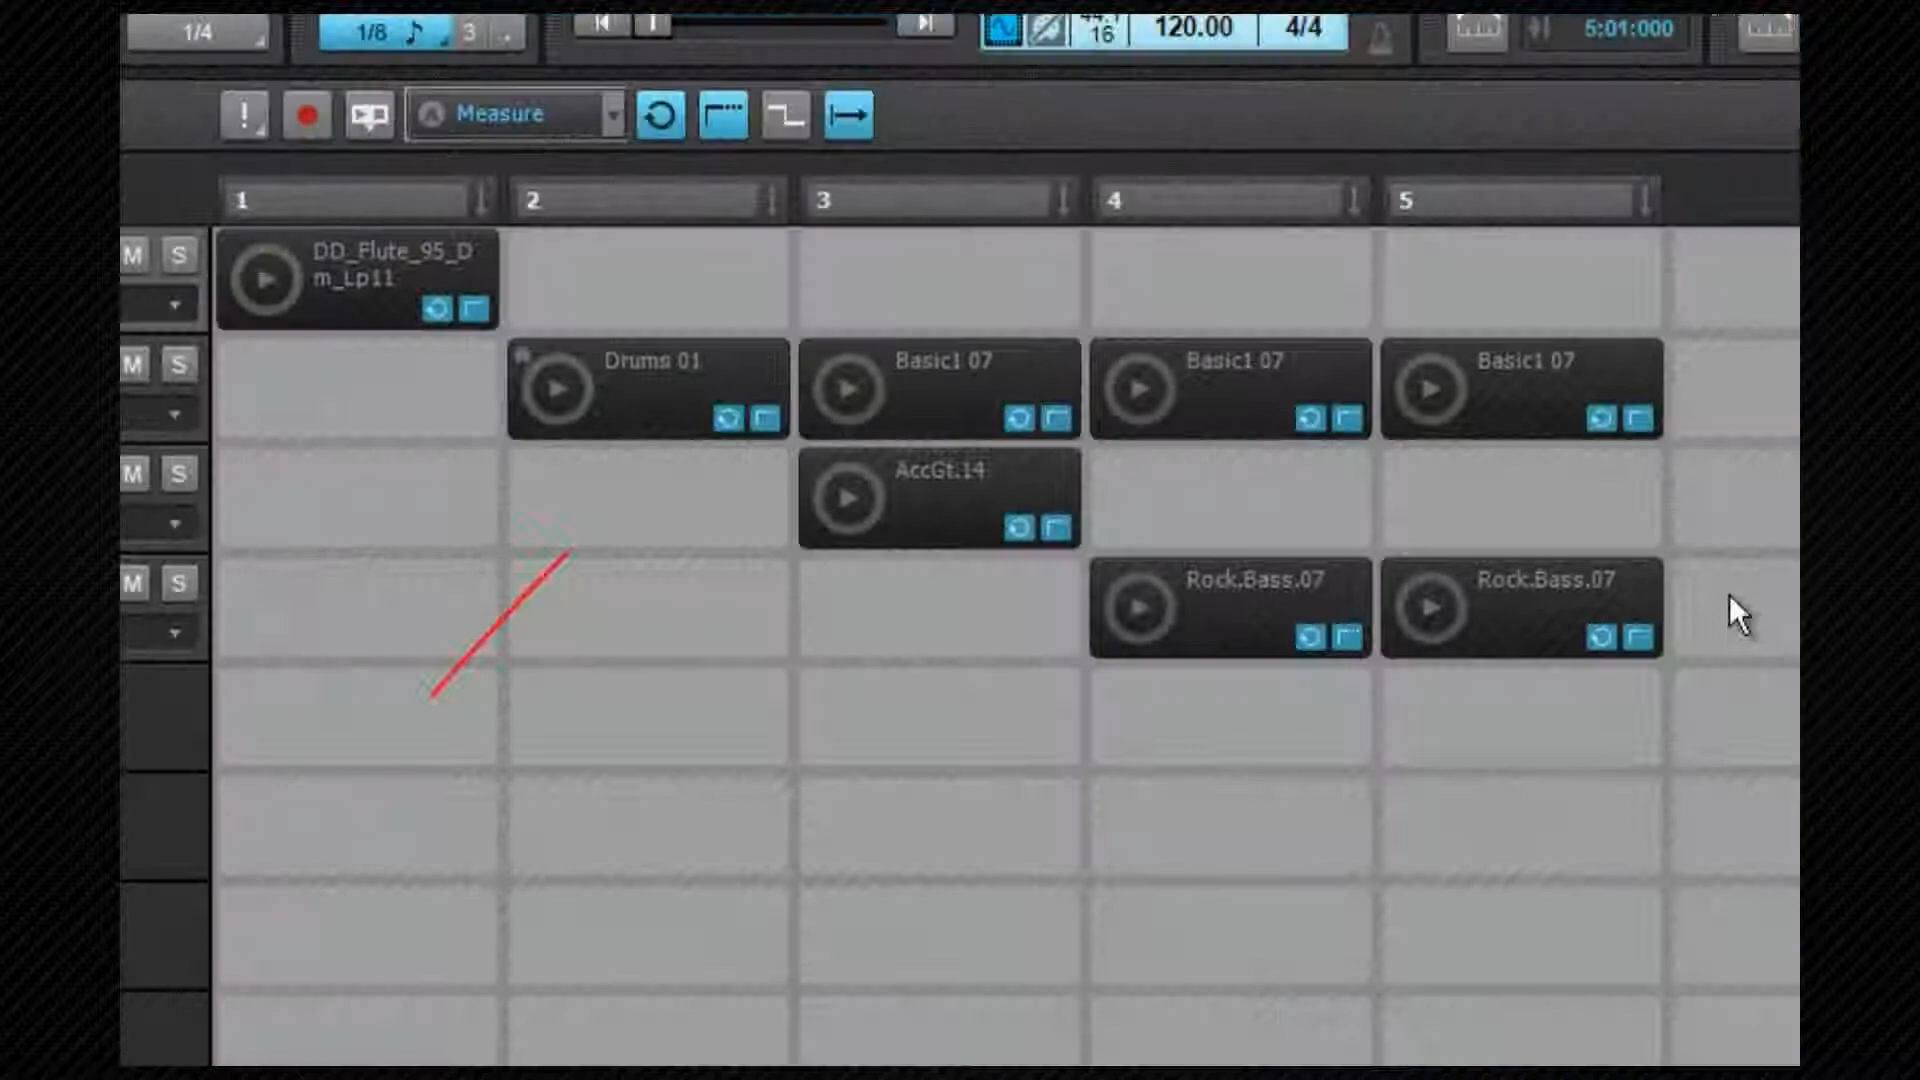 1/4
1/8 3 .
16
120.00
4/4
5:01:000
!
Measure
1 2 3 4 5
M S
DD_Flute_95_D
m_Lp11
M S
Drums 01
Basic1 07
Basic1 07
Basic1 07
M S
AccGt.14
M S
Rock.Bass.07
Rock.Bass.07